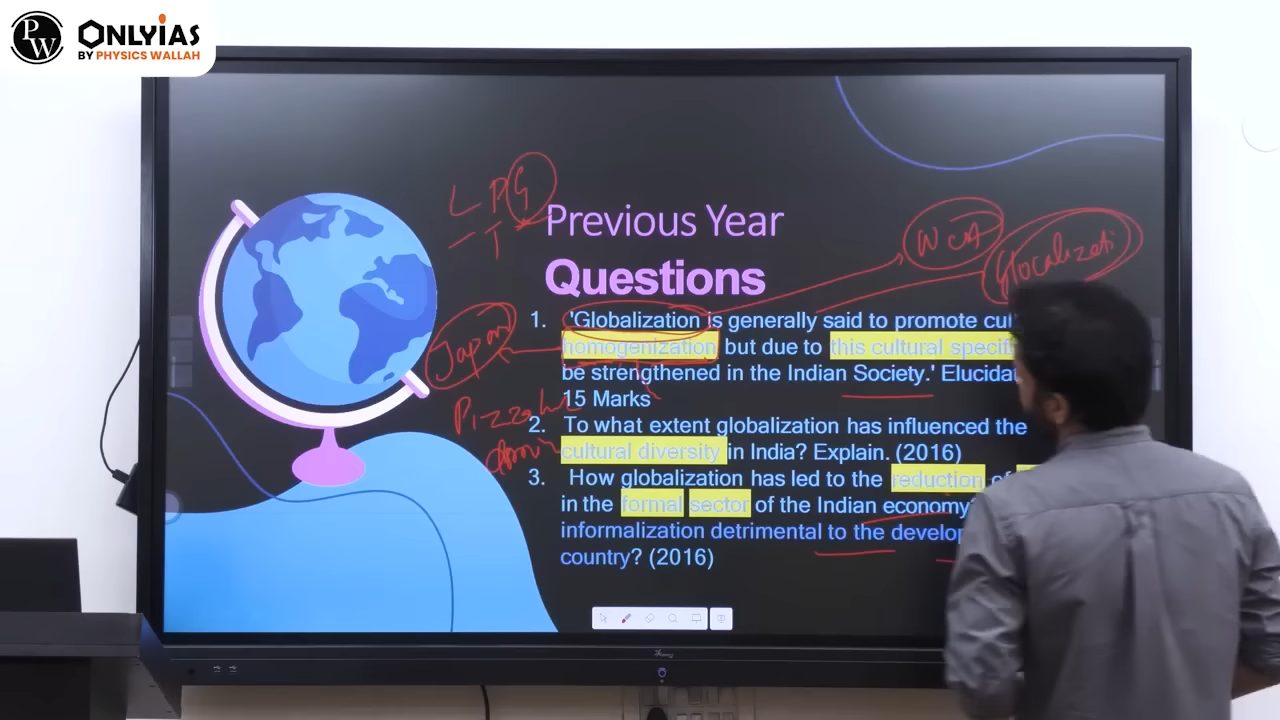 PW ONLYIAS
BY PHYSICS WALLAH
LPG
T
Previous Year
Questions
WCA
Japan
1. 'Globalization is generally said to promote cul
homogenization but due to this cultural specifi
be strengthened in the Indian Society.' Elucida
15 Marks
2. To what extent globalization has influenced the
cultural diversity in India? Explain. (2016)
3. How globalization has led to the reduction of
in the formal sector of the Indian economy
informalization detrimental to the develop
country? (2016)